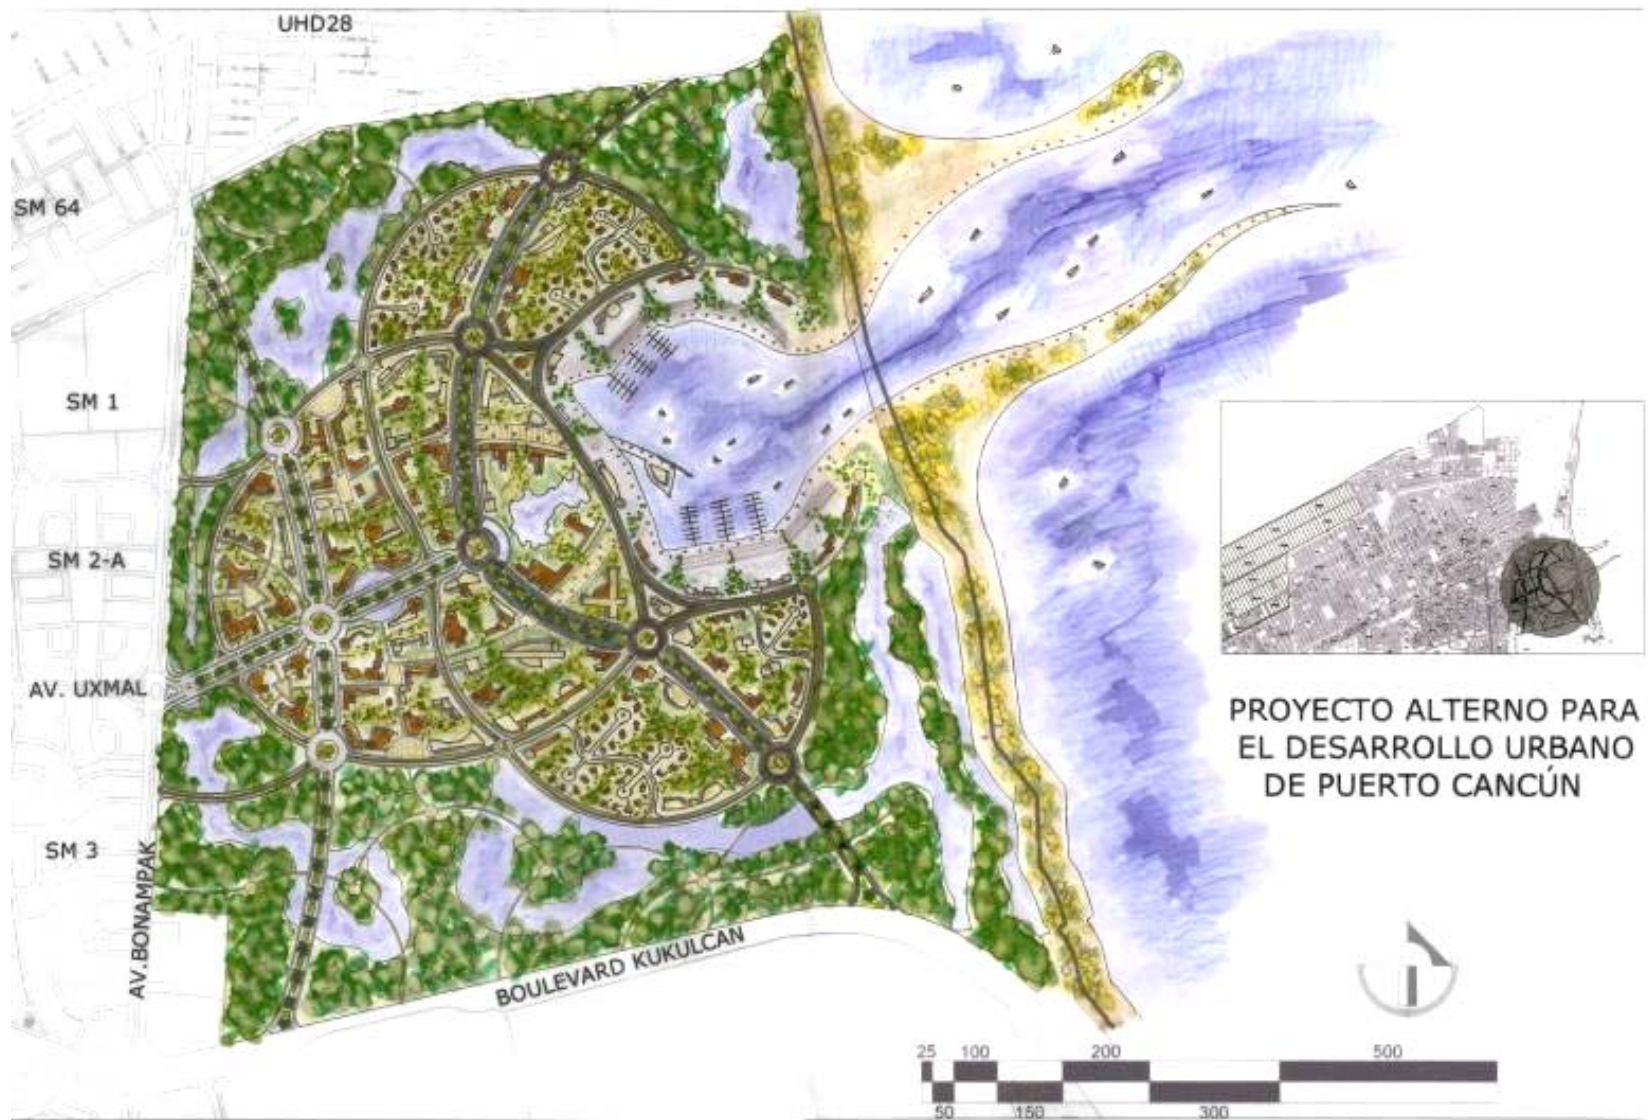 UHD28
SM 64
SM 1
SM 2-A
AV. UXMAL
SM 3
AV.BONAMPAK
BOULEVARD KUKULCAN
PROYECTO ALTERNO PARA
EL DESARROLLO URBANO
DE PUERTO CANCÚN
25 100 200 500
50 150 300